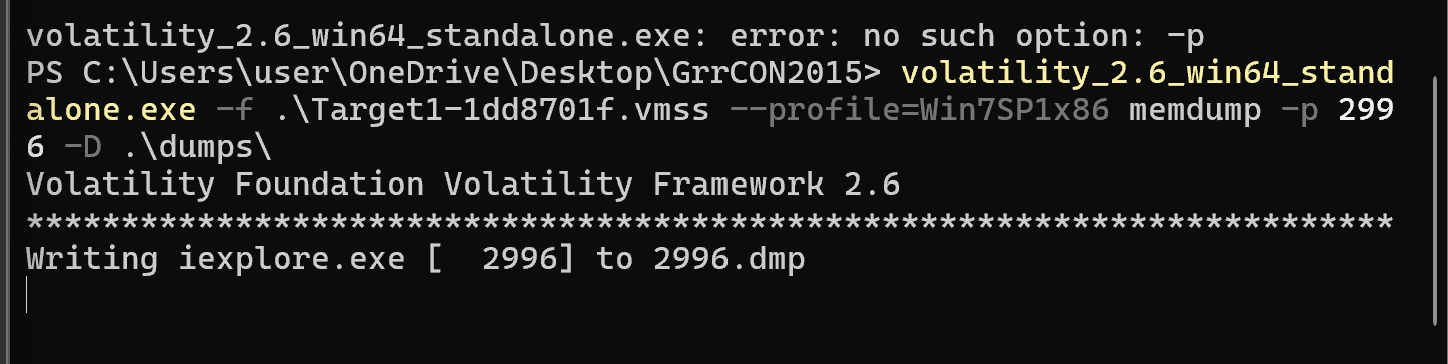 volatility_2.6_win64_standalone.exe: error: no such option: -p
PS C:\Users\user\OneDrive\Desktop\GrrCON2015> volatility_2.6_win64_stand
alone.exe -f .\Target1-1dd8701f.vmss --profile=Win7SP1x86 memdump -p 299
6 -D .\dumps\
Volatility Foundation Volatility Framework 2.6
************************************************************************
Writing iexplore.exe [  2996] to 2996.dmp